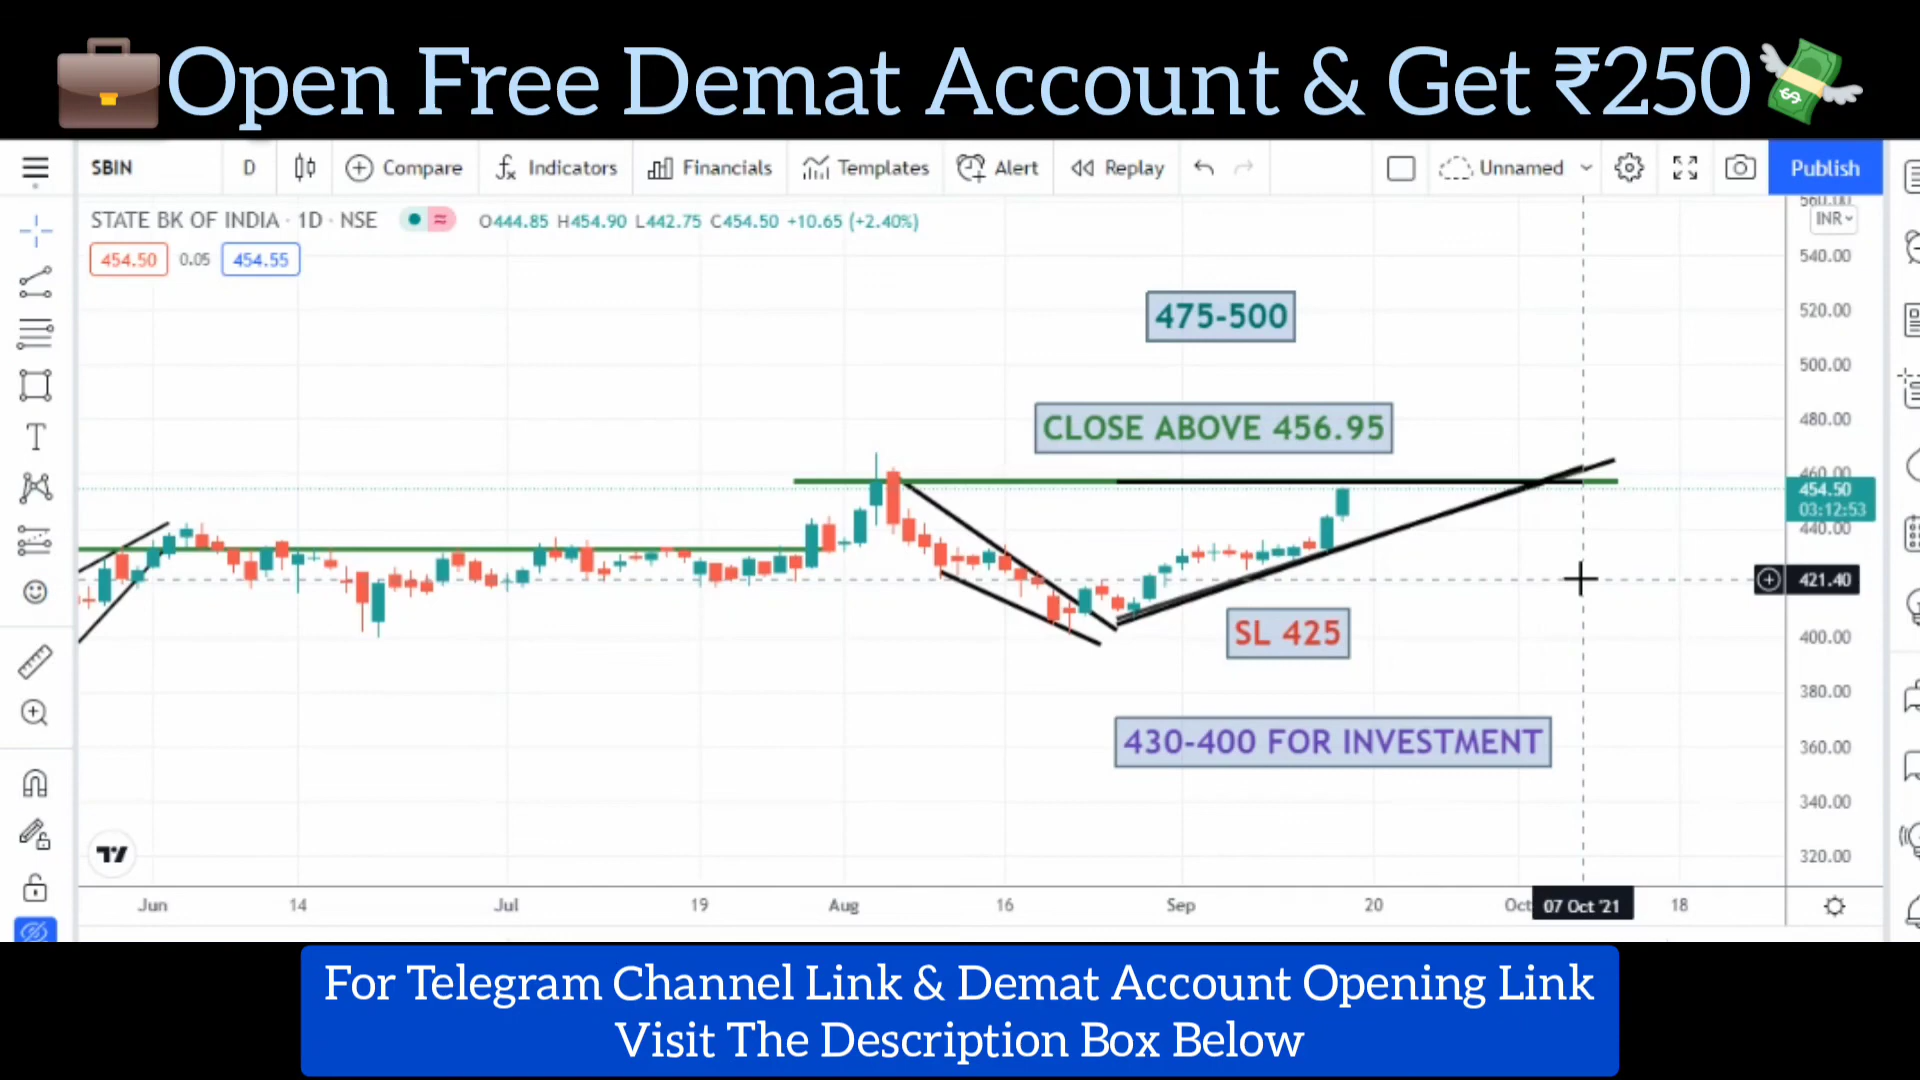 💼Open Free Demat Account & Get ₹250💸
SBIN D Compare Indicators Financials Templates Alert Replay Unnamed Publish
STATE BK OF INDIA · 1D · NSE O444.85 H454.90 L442.75 C454.50 +10.65 (+2.40%)
INR
454.50 0.05 454.55
540.00
475-500
520.00
500.00
CLOSE ABOVE 456.95
480.00
460.00
454.50
03:12:53
440.00
421.40
SL 425
400.00
380.00
430-400 FOR INVESTMENT
360.00
340.00
320.00
Jun 14 Jul 19 Aug 16 Sep 20 Oct 07 Oct '21 18
For Telegram Channel Link & Demat Account Opening Link
Visit The Description Box Below